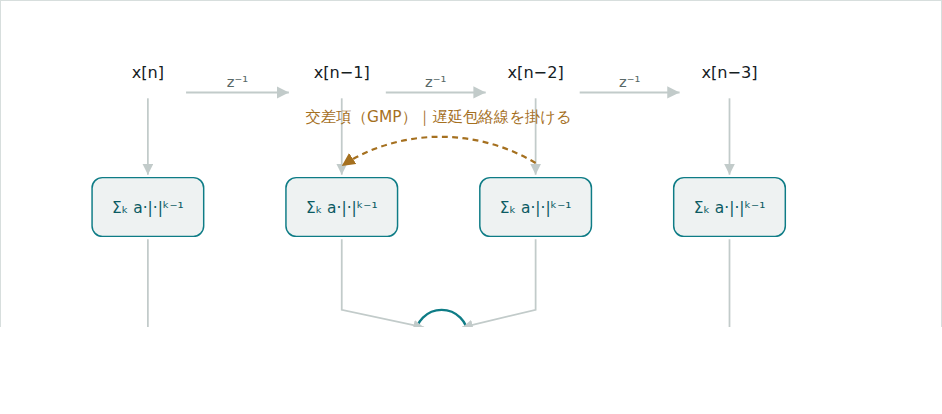 x[n]
x[n−1]
x[n−2]
x[n−3]
z⁻¹
z⁻¹
z⁻¹
交差項（GMP）｜遅延包絡線を掛ける
Σₖ a·|·|ᵏ⁻¹
Σₖ a·|·|ᵏ⁻¹
Σₖ a·|·|ᵏ⁻¹
Σₖ a·|·|ᵏ⁻¹